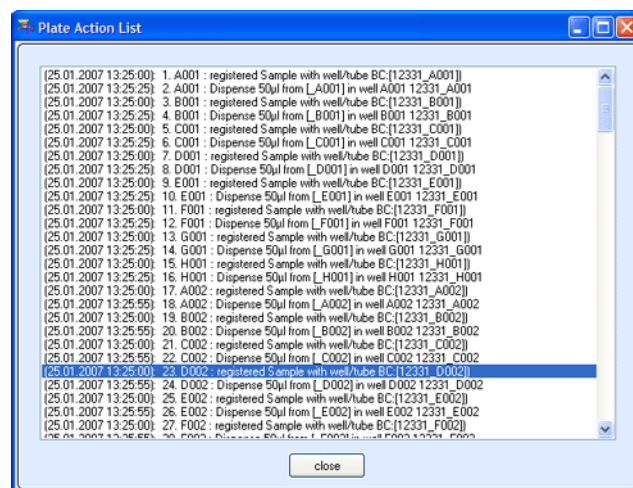 Plate Action List
(25.01.2007 13:25:00): 1. A001 : registered Sample with well/tube BC:[12331_A001])
(25.01.2007 13:25:25): 2. A001 : Dispense 50µl from [_A001] in well A001 12331_A001
(25.01.2007 13:25:00): 3. B001 : registered Sample with well/tube BC:[12331_B001])
(25.01.2007 13:25:25): 4. B001 : Dispense 50µl from [_B001] in well B001 12331_B001
(25.01.2007 13:25:00): 5. C001 : registered Sample with well/tube BC:[12331_C001])
(25.01.2007 13:25:25): 6. C001 : Dispense 50µl from [_C001] in well C001 12331_C001
(25.01.2007 13:25:00): 7. D001 : registered Sample with well/tube BC:[12331_D001])
(25.01.2007 13:25:25): 8. D001 : Dispense 50µl from [_D001] in well D001 12331_D001
(25.01.2007 13:25:00): 9. E001 : registered Sample with well/tube BC:[12331_E001])
(25.01.2007 13:25:25): 10. E001 : Dispense 50µl from [_E001] in well E001 12331_E001
(25.01.2007 13:25:00): 11. F001 : registered Sample with well/tube BC:[12331_F001])
(25.01.2007 13:25:25): 12. F001 : Dispense 50µl from [_F001] in well F001 12331_F001
(25.01.2007 13:25:00): 13. G001 : registered Sample with well/tube BC:[12331_G001])
(25.01.2007 13:25:25): 14. G001 : Dispense 50µl from [_G001] in well G001 12331_G001
(25.01.2007 13:25:00): 15. H001 : registered Sample with well/tube BC:[12331_H001])
(25.01.2007 13:25:25): 16. H001 : Dispense 50µl from [_H001] in well H001 12331_H001
(25.01.2007 13:25:00): 17. A002 : registered Sample with well/tube BC:[12331_A002])
(25.01.2007 13:25:55): 18. A002 : Dispense 50µl from [_A002] in well A002 12331_A002
(25.01.2007 13:25:00): 19. B002 : registered Sample with well/tube BC:[12331_B002])
(25.01.2007 13:25:55): 20. B002 : Dispense 50µl from [_B002] in well B002 12331_B002
(25.01.2007 13:25:00): 21. C002 : registered Sample with well/tube BC:[12331_C002])
(25.01.2007 13:25:55): 22. C002 : Dispense 50µl from [_C002] in well C002 12331_C002
(25.01.2007 13:25:00): 23. D002 : registered Sample with well/tube BC:[12331_D002])
(25.01.2007 13:25:55): 24. D002 : Dispense 50µl from [_D002] in well D002 12331_D002
(25.01.2007 13:25:00): 25. E002 : registered Sample with well/tube BC:[12331_E002])
(25.01.2007 13:25:55): 26. E002 : Dispense 50µl from [_E002] in well E002 12331_E002
(25.01.2007 13:25:00): 27. F002 : registered Sample with well/tube BC:[12331_F002])
(25.01.2007 13:25:55): 28. F002 : Dispense 50µl from [_F002] in well F002 12331_F002
close